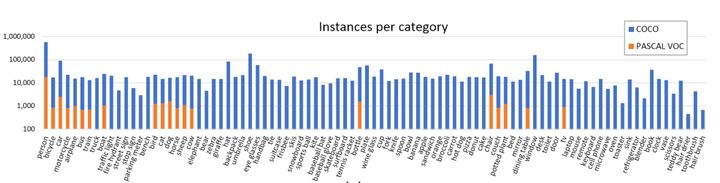 Instances per category
COCO
PASCAL VOC
1,000,000
100,000
10,000
1,000
100
person
bicycle
car
motorcycle
airplane
bus
train
truck
boat
traffic light
fire hydrant
street sign
stop sign
parking meter
bench
bird
cat
dog
horse
sheep
cow
elephant
bear
zebra
giraffe
hat
backpack
umbrella
shoe
eye glasses
handbag
tie
suitcase
frisbee
skis
snowboard
sports ball
kite
baseball bat
baseball glove
skateboard
surfboard
tennis racket
bottle
plate
wine glass
cup
fork
knife
spoon
bowl
banana
apple
sandwich
orange
broccoli
carrot
hot dog
pizza
donut
cake
chair
couch
potted plant
bed
mirror
dining table
window
desk
toilet
door
tv
laptop
mouse
remote
keyboard
cell phone
microwave
oven
toaster
sink
refrigerator
blender
book
clock
vase
scissors
teddy bear
hair drier
toothbrush
hair brush